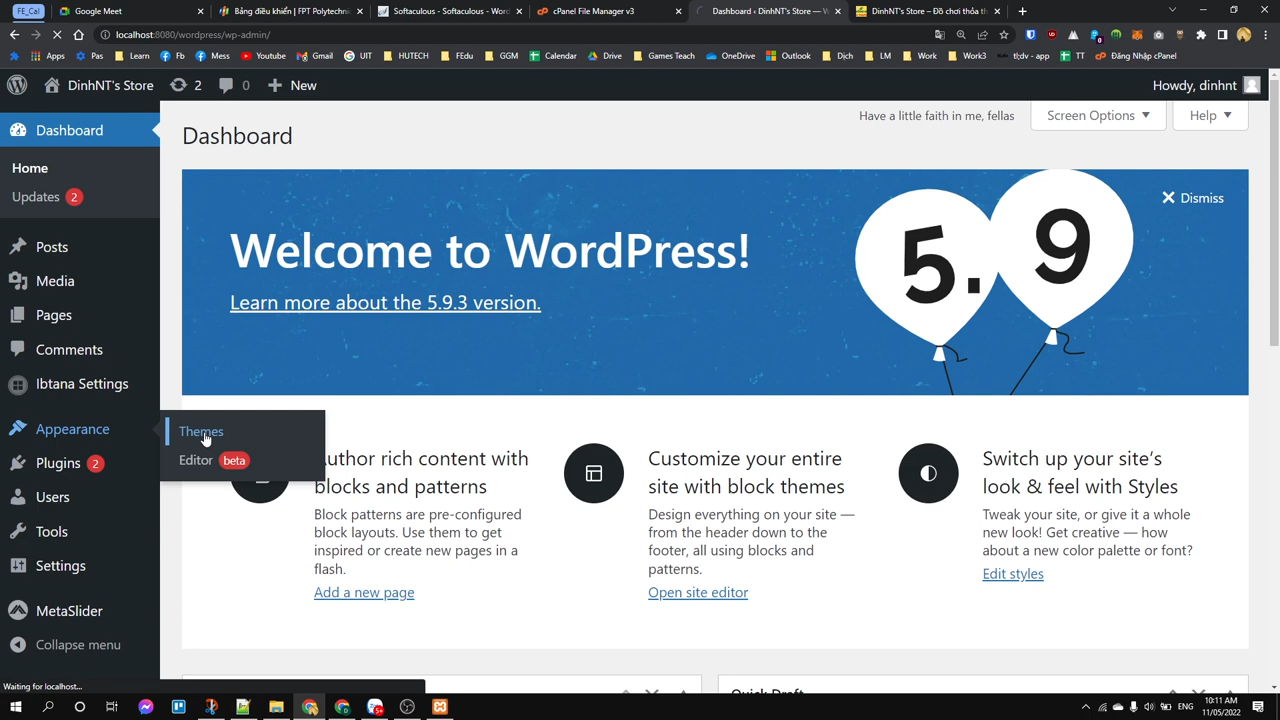 FE_Cal
Google Meet
Bảng điều khiển | FPT Polytechnic
Softaculous - Softaculous - Wor
cPanel File Manager v3
Dashboard ‹ DinhNT's Store — W
DinhNT's Store – Đồ chơi thỏa th
localhost:8080/wordpress/wp-admin/
Apps
Pas
Learn
Fb
Mess
Youtube
Gmail
UIT
HUTECH
FEdu
GGM
Calendar
Drive
Games Teach
OneDrive
Outlook
Dịch
LM
Work
Work3
tl;dv - app
TT
Đăng Nhập cPanel
DinhNT's Store
2
0
New
Howdy, dinhnt
Dashboard
Home
Updates 2
Posts
Media
Pages
Comments
Ibtana Settings
Appearance
Themes
Editor beta
Plugins 2
Users
Tools
Settings
MetaSlider
Collapse menu
Have a little faith in me, fellas
Screen Options
Help
Dashboard
Welcome to WordPress!
Learn more about the 5.9.3 version.
5.9
Dismiss
uthor rich content with
blocks and patterns
Block patterns are pre-configured
block layouts. Use them to get
inspired or create new pages in a
flash.
Add a new page
Customize your entire
site with block themes
Design everything on your site —
from the header down to the
footer, all using blocks and
patterns.
Open site editor
Switch up your site's
look & feel with Styles
Tweak your site, or give it a whole
new look! Get creative — how
about a new color palette or font?
Edit styles
Quick Draft
Waiting for localhost...
ENG
10:11 AM
11/05/2022